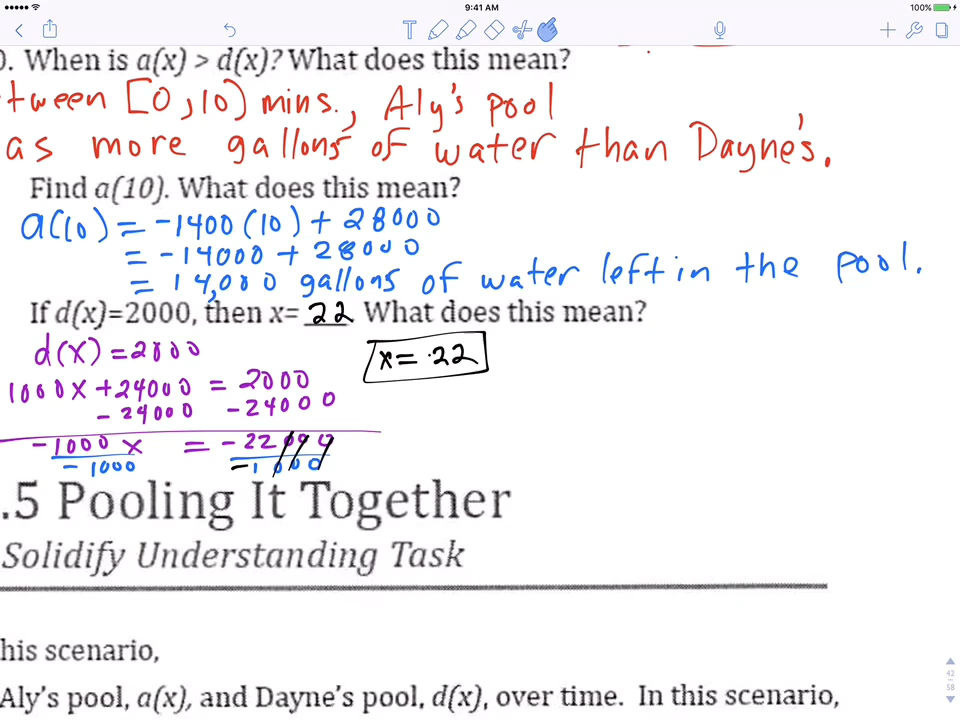 9:41 AM
100%
0. When is a(x) > d(x)? What does this mean?
tween [0,10) mins., Aly's pool
as more gallons of water than Dayne's.
Find a(10). What does this mean?
a(10) = -1400(10) + 28000
= -14000 + 28000
= 14,000 gallons of water left in the pool.
If d(x)=2000, then x= 22 What does this mean?
d(x) = 2000
x = 22
1000x + 24000 = 2000
- 24000 - 24000
-1000x = -22000
-1000 -1000
.5 Pooling It Together
Solidify Understanding Task
his scenario,
Aly's pool, a(x), and Dayne's pool, d(x), over time. In this scenario,
42
58